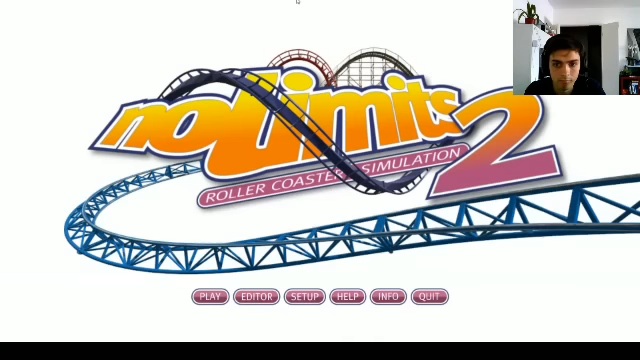 noLimits 2
ROLLER COASTER SIMULATION
PLAY EDITOR SETUP HELP INFO QUIT